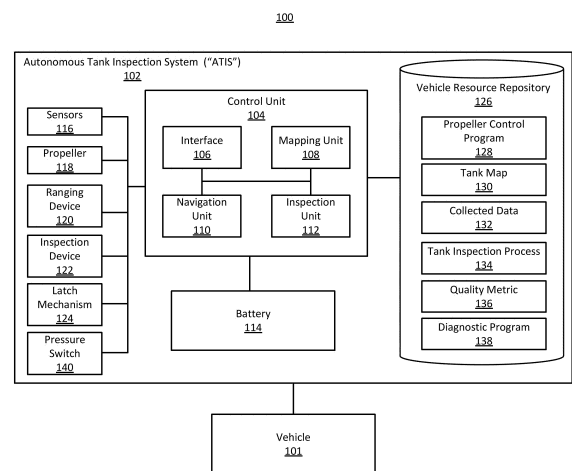 100
Autonomous Tank Inspection System ("ATIS")
102
Sensors
116
Propeller
118
Ranging
Device
120
Inspection
Device
122
Latch
Mechanism
124
Pressure
Switch
140
Control Unit
104
Interface
106
Mapping Unit
108
Navigation
Unit
110
Inspection
Unit
112
Battery
114
Vehicle Resource Repository
126
Propeller Control
Program
128
Tank Map
130
Collected Data
132
Tank Inspection Process
134
Quality Metric
136
Diagnostic Program
138
Vehicle
101